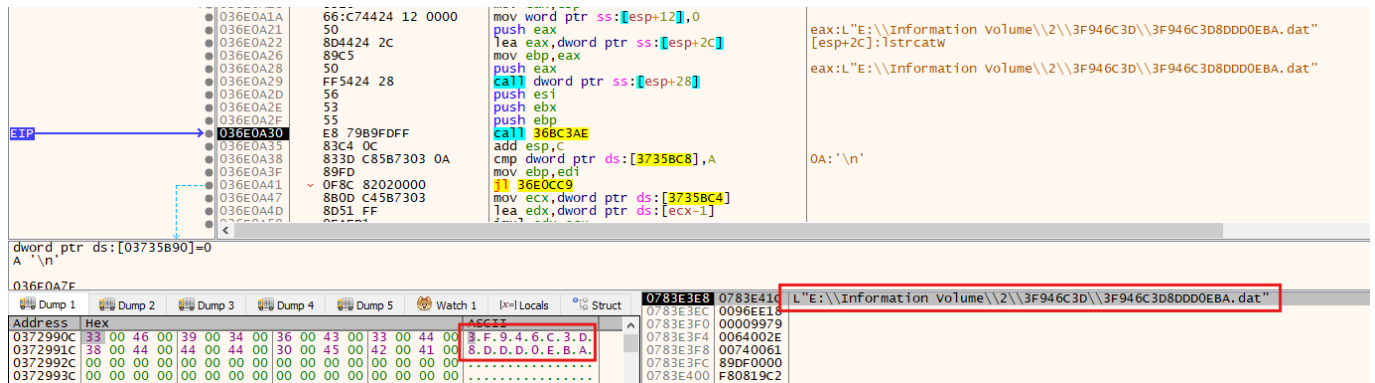 036E0A1A 66:C74424 12 0000 mov word ptr ss:[esp+12],0
036E0A21 50 push eax eax:L"E:\\Information Volume\\2\\3F946C3D\\3F946C3D8DDD0EBA.dat"
036E0A22 8D4424 2C lea eax,dword ptr ss:[esp+2C] [esp+2C]:lstrcatW
036E0A26 89C5 mov ebp,eax
036E0A28 50 push eax eax:L"E:\\Information Volume\\2\\3F946C3D\\3F946C3D8DDD0EBA.dat"
036E0A29 FF5424 28 call dword ptr ss:[esp+28]
036E0A2D 56 push esi
036E0A2E 53 push ebx
036E0A2F 55 push ebp
EIP 036E0A30 E8 79B9FDFF call 36BC3AE
036E0A35 83C4 0C add esp,C
036E0A38 833D C85B7303 0A cmp dword ptr ds:[3735BC8],A 0A:'\n'
036E0A3F 89FD mov ebp,edi
036E0A41 0F8C 82020000 jl 36E0CC9
036E0A47 8B0D C45B7303 mov ecx,dword ptr ds:[3735BC4]
036E0A4D 8D51 FF lea edx,dword ptr ds:[ecx-1]
dword ptr ds:[03735B90]=0
A '\n'
036E0A7E
Dump 1 Dump 2 Dump 3 Dump 4 Dump 5 Watch 1 [x=] Locals Struct
Address Hex ASCII
0372990C 33 00 46 00 39 00 34 00 36 00 43 00 33 00 44 00 3.F.9.4.6.C.3.D.
0372991C 38 00 44 00 44 00 44 00 30 00 45 00 42 00 41 00 8.D.D.D.0.E.B.A.
0372992C 00 00 00 00 00 00 00 00 00 00 00 00 00 00 00 00 ................
0372993C 00 00 00 00 00 00 00 00 00 00 00 00 00 00 00 00 ................
0783E3E8 0783E41C L"E:\\Information Volume\\2\\3F946C3D\\3F946C3D8DDD0EBA.dat"
0783E3EC 0096EE18
0783E3F0 00009979
0783E3F4 0064002E
0783E3F8 00740061
0783E3FC 89DF0000
0783E400 F80819C2